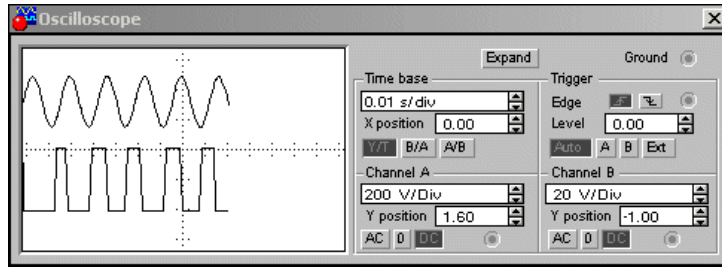 Oscilloscope
Expand
Ground
Time base
0.01 s/div
X position 0.00
Y/T B/A A/B
Trigger
Edge
Level 0.00
Auto A B Ext
Channel A
200 V/Div
Y position 1.60
AC 0 DC
Channel B
20 V/Div
Y position -1.00
AC 0 DC